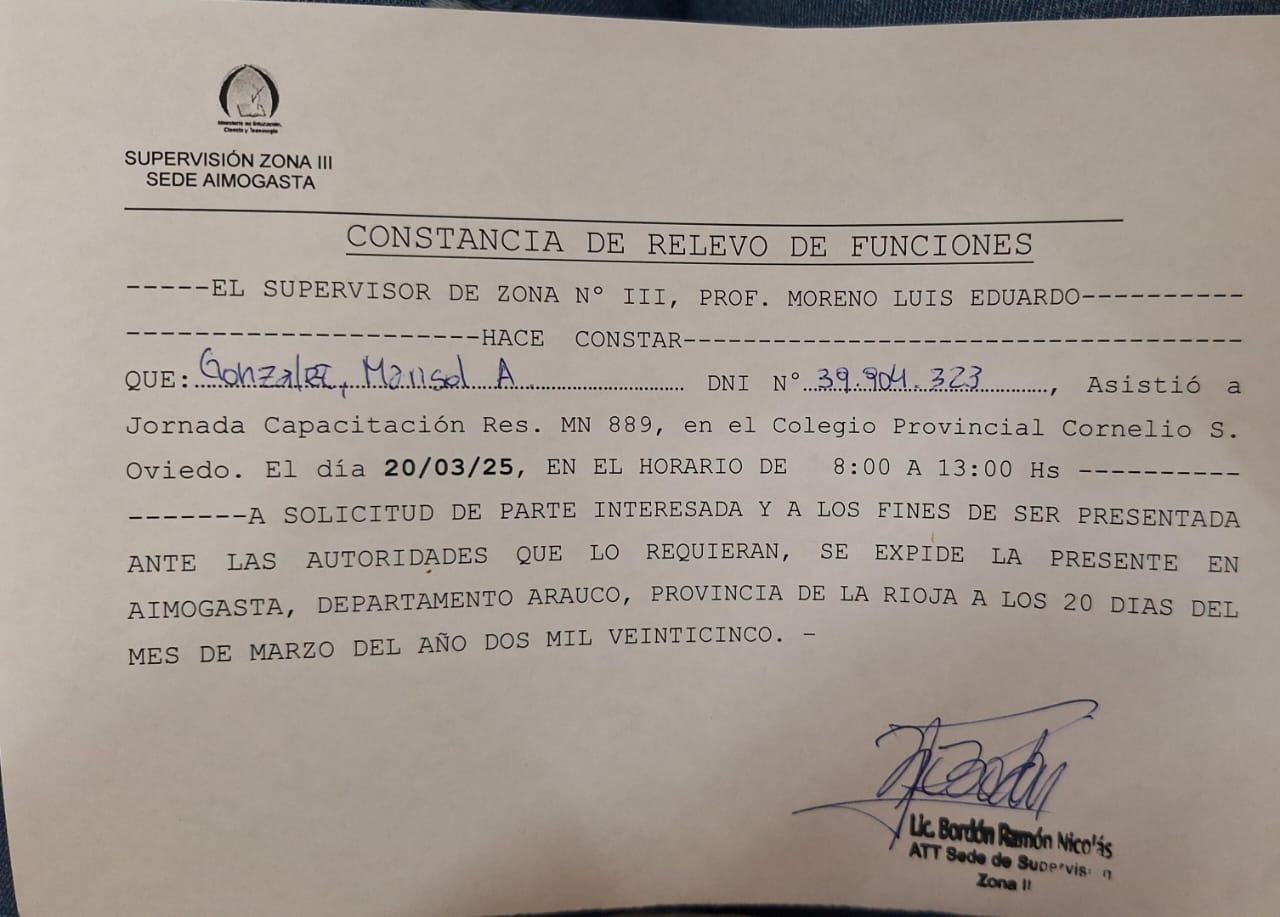 Ministerio de Educación,
Ciencia y Tecnología
SUPERVISIÓN ZONA III
SEDE AIMOGASTA
CONSTANCIA DE RELEVO DE FUNCIONES
-----EL SUPERVISOR DE ZONA N° III, PROF. MORENO LUIS EDUARDO----------
---------------------HACE CONSTAR---------------------------------
QUE: Gonzalez, Marisol A. DNI N° 39.904.323, Asistió a
Jornada Capacitación Res. MN 889, en el Colegio Provincial Cornelio S.
Oviedo. El día 20/03/25, EN EL HORARIO DE 8:00 A 13:00 Hs ----------
-------A SOLICITUD DE PARTE INTERESADA Y A LOS FINES DE SER PRESENTADA
ANTE LAS AUTORIDADES QUE LO REQUIERAN, SE EXPIDE LA PRESENTE EN
AIMOGASTA, DEPARTAMENTO ARAUCO, PROVINCIA DE LA RIOJA A LOS 20 DIAS DEL
MES DE MARZO DEL AÑO DOS MIL VEINTICINCO. -
Lic. Bordón Ramón Nicolás
ATT Sede de Supervisión
Zona